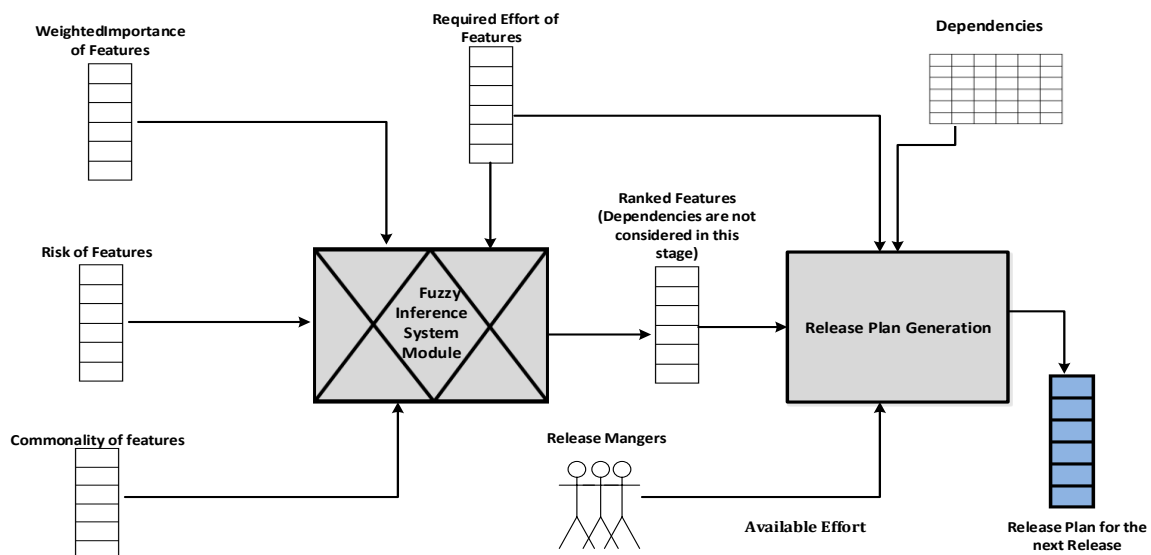 WeightedImportance
of Features
Required Effort of
Features
Dependencies
Ranked Features
(Dependencies are not
considered in this
stage)
Risk of Features
Fuzzy
Inference
System
Module
Release Plan Generation
Commonality of features
Release Mangers
Available Effort
Release Plan for the
next Release